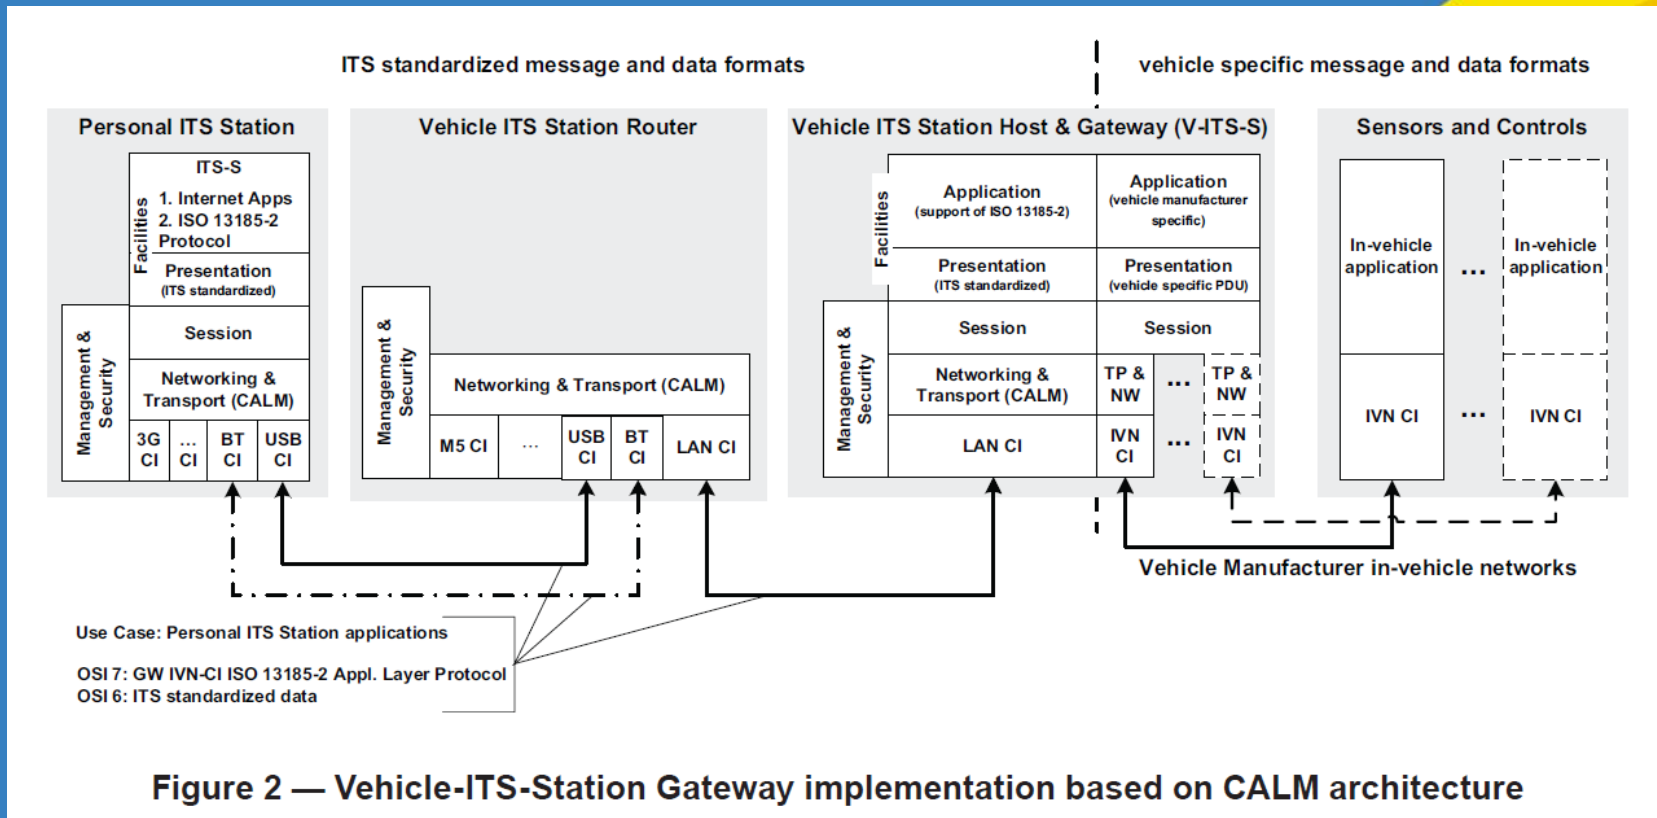 ITS standardized message and data formats
vehicle specific message and data formats
Personal ITS Station
ITS-S
1. Internet Apps
2. ISO 13185-2
Protocol
Facilities
Presentation
(ITS standardized)
Session
Management &
Security
Networking &
Transport (CALM)
3G
CI
...
CI
BT
CI
USB
CI
Vehicle ITS Station Router
Management &
Security
Networking & Transport (CALM)
M5 CI
...
USB
CI
BT
CI
LAN CI
Vehicle ITS Station Host & Gateway (V-ITS-S)
Facilities
Application
(support of ISO 13185-2)
Application
(vehicle manufacturer
specific)
Presentation
(ITS standardized)
Presentation
(vehicle specific PDU)
Management &
Security
Session
Session
Networking &
Transport (CALM)
TP &
NW
...
TP &
NW
LAN CI
IVN
CI
...
IVN
CI
Sensors and Controls
In-vehicle
application
...
In-vehicle
application
IVN CI
...
IVN CI
Vehicle Manufacturer in-vehicle networks
Use Case: Personal ITS Station applications
OSI 7: GW IVN-CI ISO 13185-2 Appl. Layer Protocol
OSI 6: ITS standardized data
Figure 2 — Vehicle-ITS-Station Gateway implementation based on CALM architecture